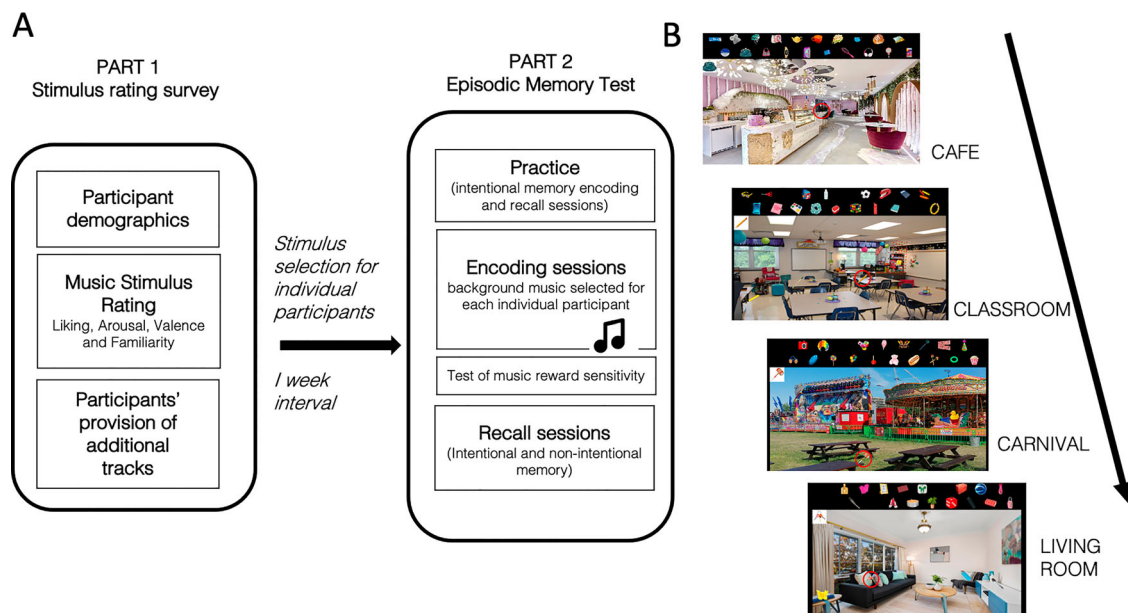 A
PART 1
Stimulus rating survey
Participant
demographics
Music Stimulus
Rating
Liking, Arousal, Valence
and Familiarity
Participants'
provision of
additional
tracks
Stimulus
selection for
individual
participants
1 week
interval
PART 2
Episodic Memory Test
Practice
(intentional memory encoding
and recall sessions)
Encoding sessions
background music selected for
each individual participant
Test of music reward sensitivity
Recall sessions
(Intentional and non-intentional
memory)
B
CAFE
CLASSROOM
CARNIVAL
LIVING
ROOM